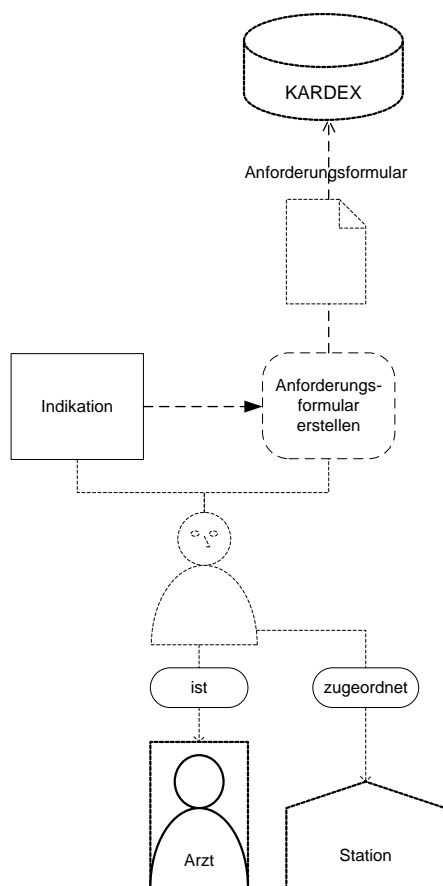 KARDEX
Anforderungsformular
Indikation
Anforderungs-
formular
erstellen
ist
zugeordnet
Arzt
Station